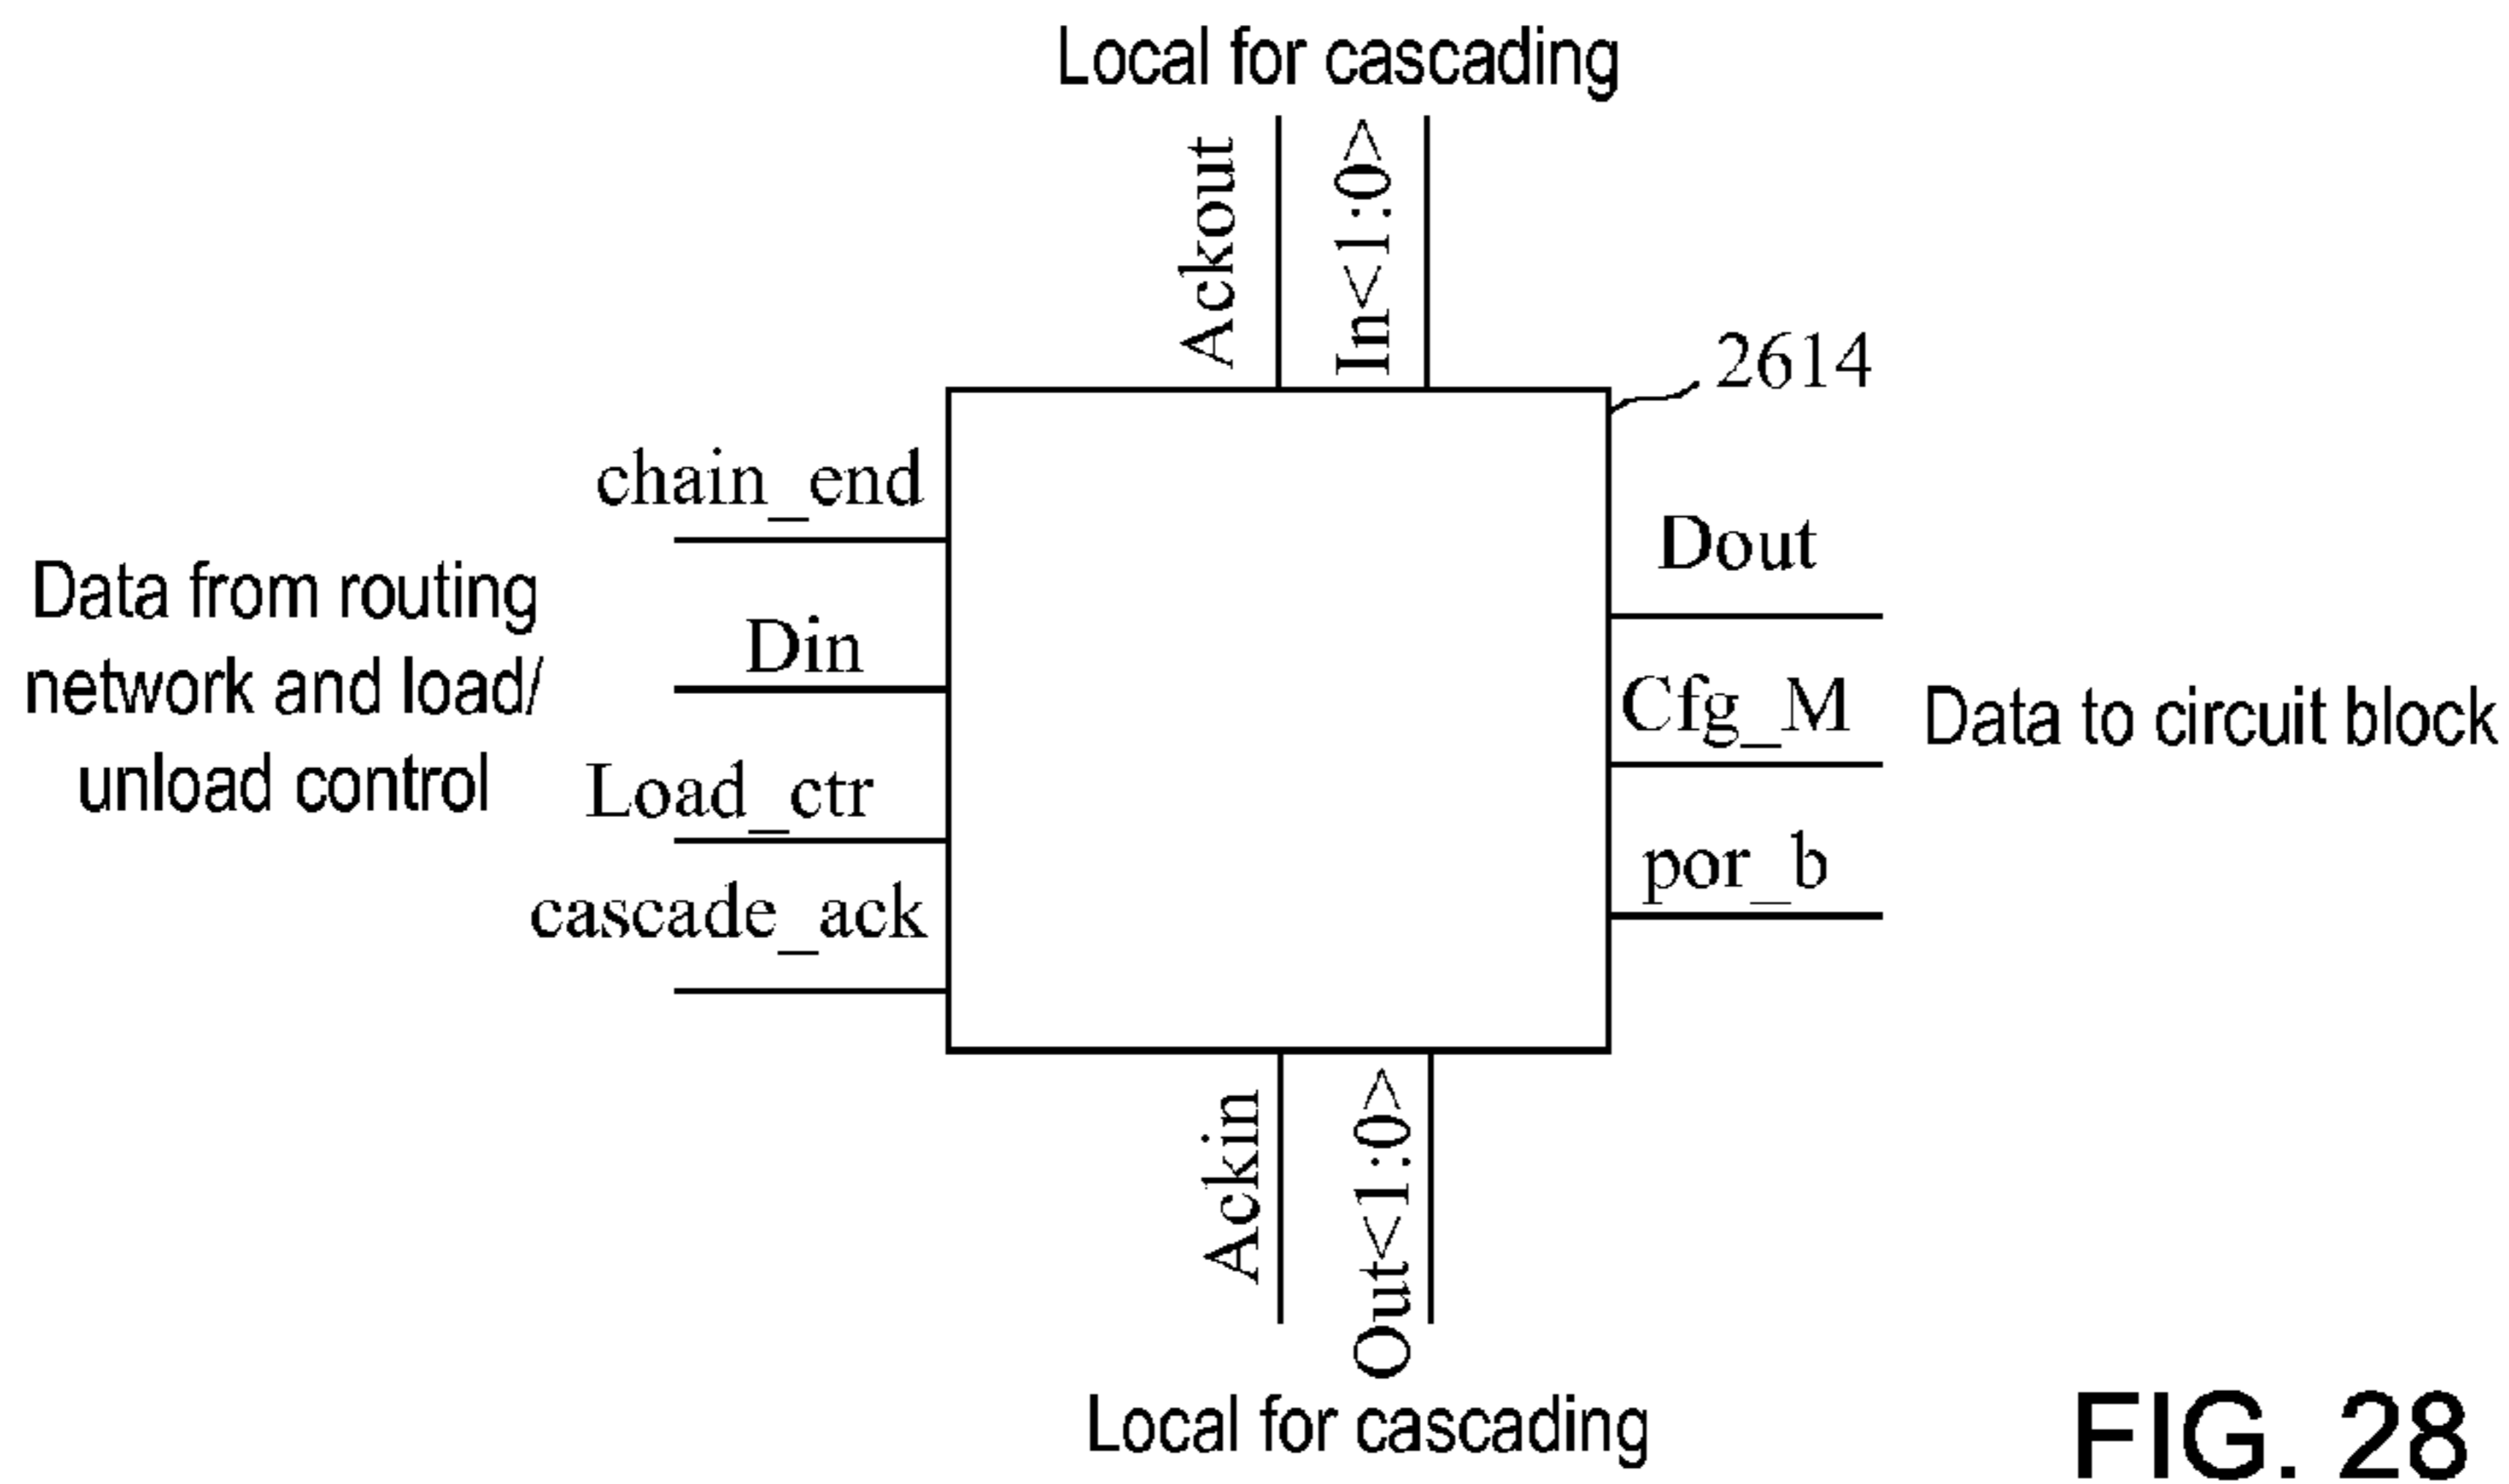 Local for cascading
Ackout
In<1:0>
2614
chain_end
Din
Load_ctr
cascade_ack
Data from routing
network and load/
unload control
Dout
Cfg_M
por_b
Data to circuit block
Ackin
Out<1:0>
Local for cascading
FIG. 28